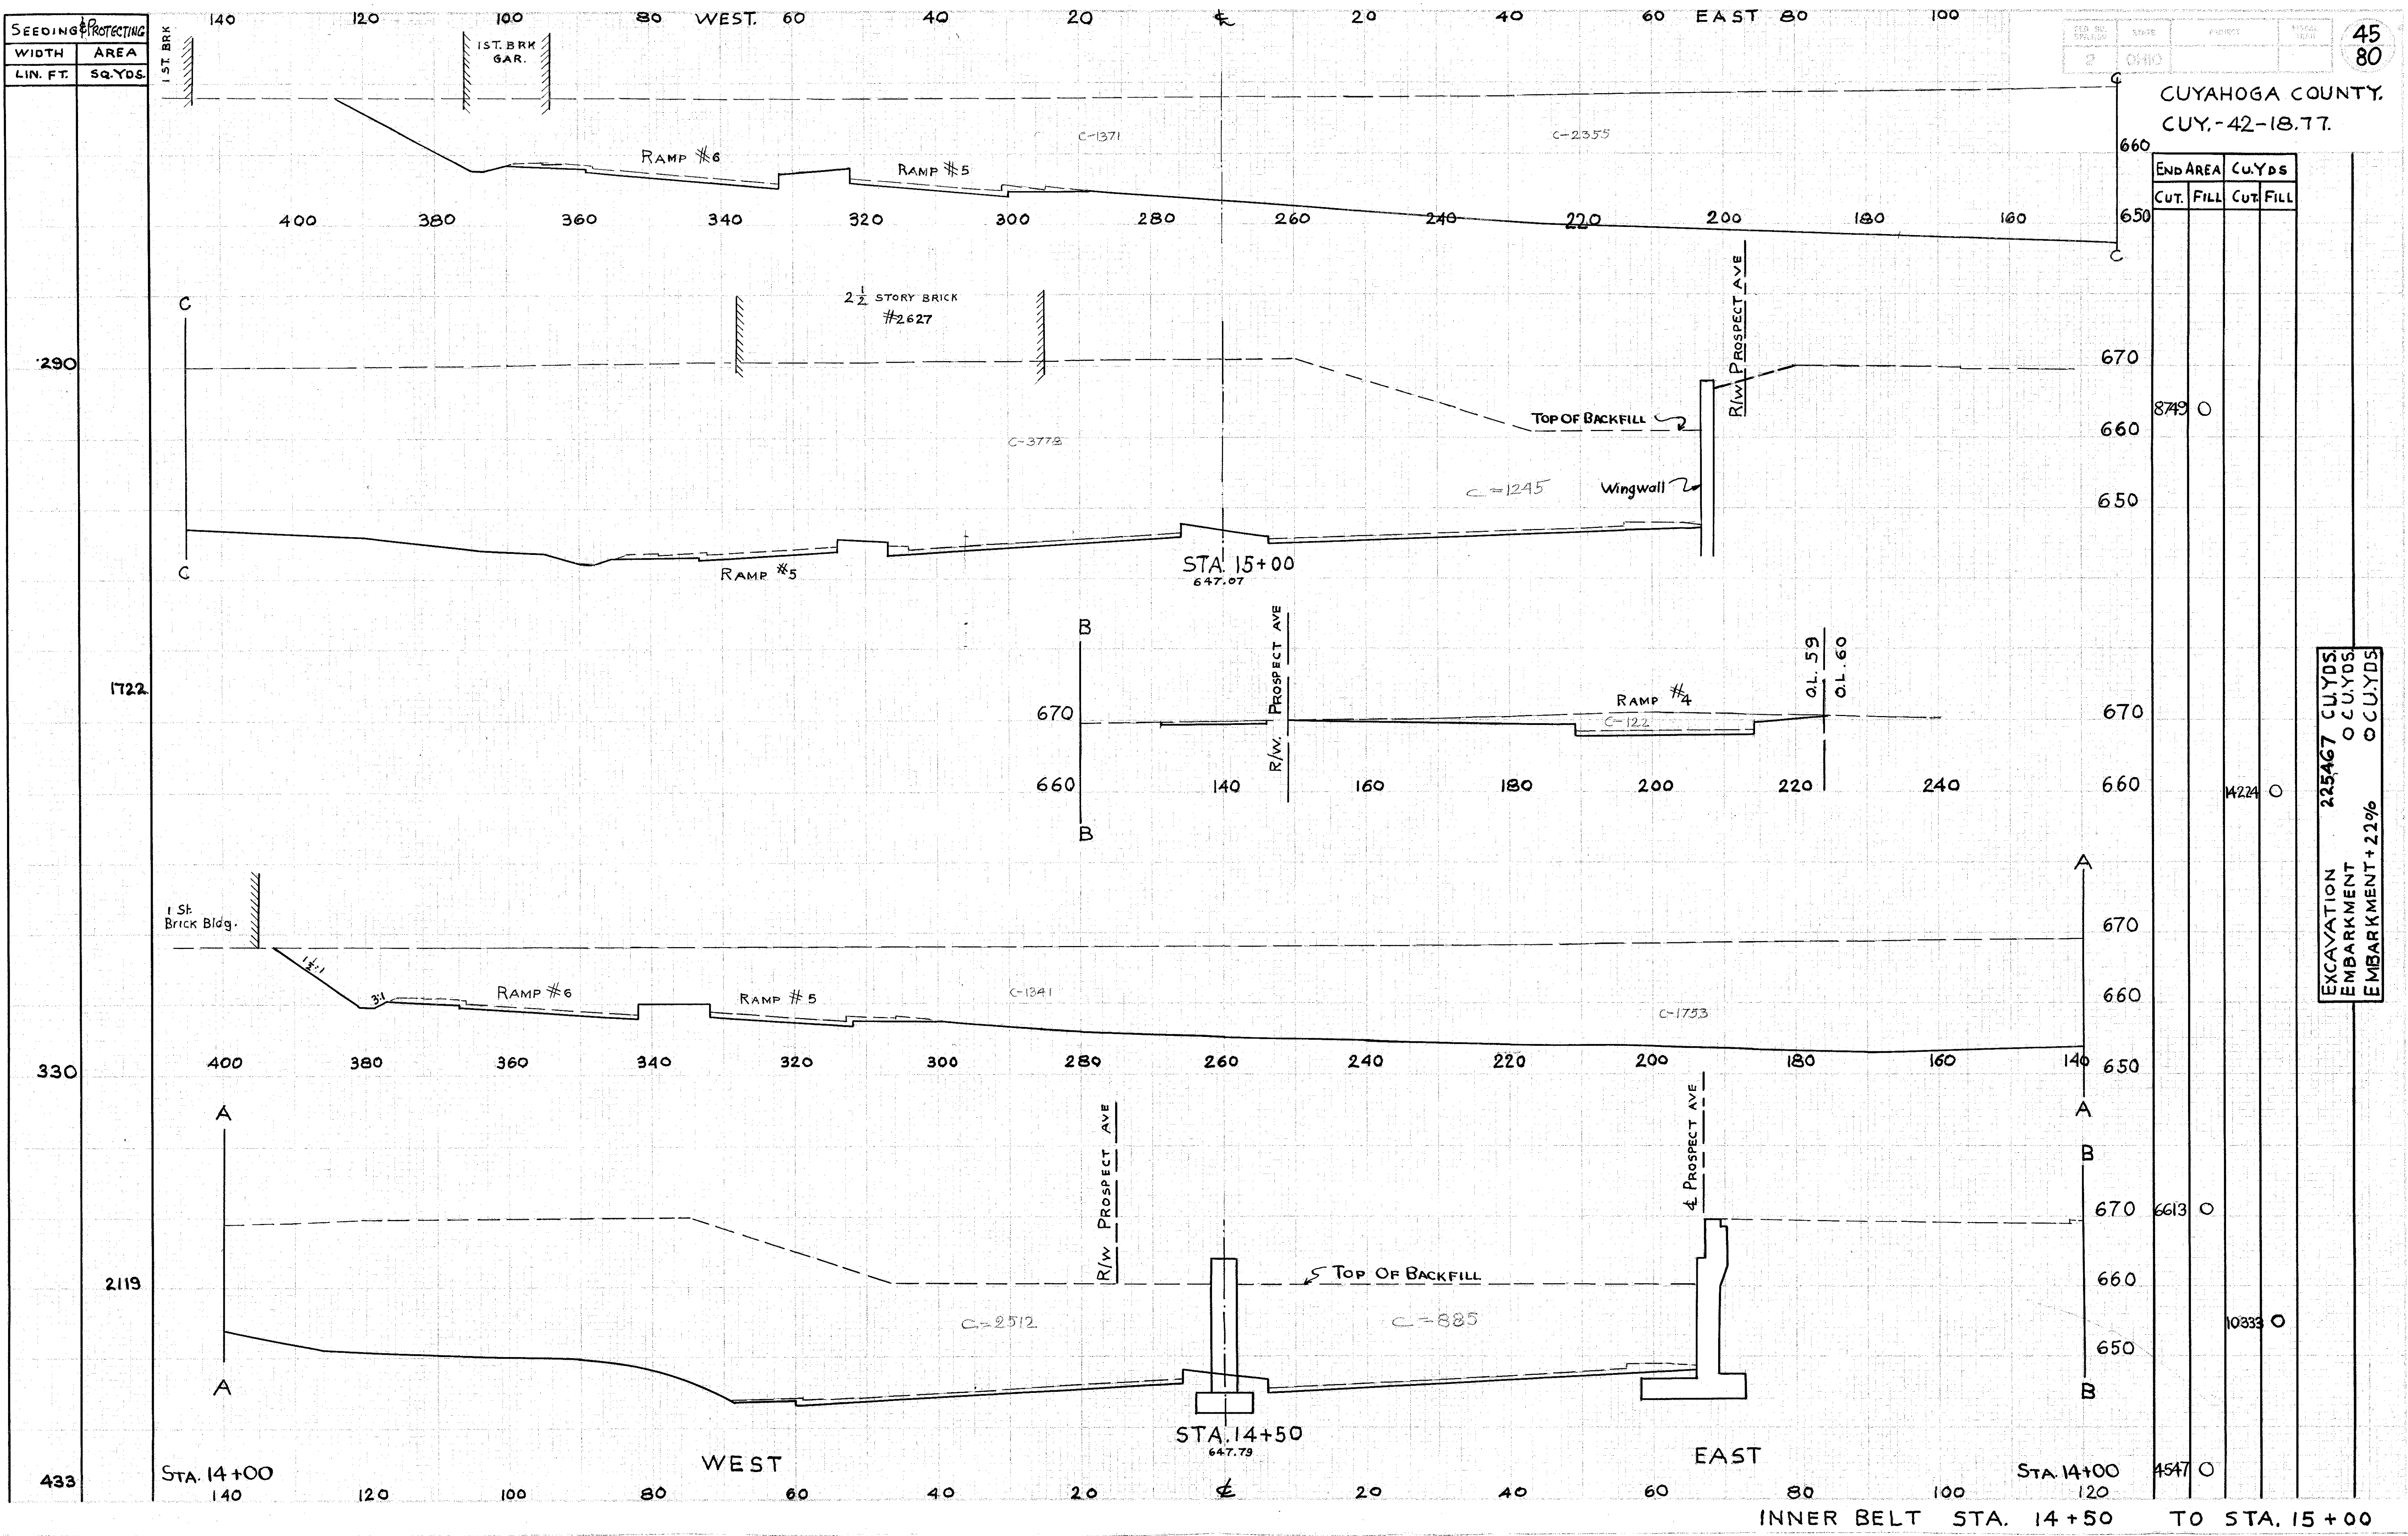 140 120 100 80 WEST. 60 40 20 ℄ 20 40 60 EAST 80 100
SEEDING & PROTECTING
WIDTH AREA
LIN. FT. SQ.YDS.
1 ST. BRK
1 ST. BRK
GAR.
STATE
2 OHIO
45
80
CUYAHOGA COUNTY.
CUY.-42-18.77.
C
C-1371
C-2355
RAMP #6
RAMP #5
660
END AREA CU.YDS
CUT. FILL CUT. FILL
400 380 360 340 320 300 280 260 240 220 200 180 160 650
C
C
2 1/2 STORY BRICK
#2627
R/W PROSPECT AVE
290
670
8749 0
TOP OF BACKFILL
660
C-3778
C=1245
Wingwall
650
C
RAMP #5
STA. 15+00
647.07
B
R/W. PROSPECT AVE
O.L. 59
O.L. 60
1722
670
RAMP #4
C-122
670
660
140 160 180 200 220 240
660
14224 0
B
EXCAVATION 225,467 CU.YDS.
EMBARKMENT 0 CU.YDS.
EMBARKMENT+22% 0 CU.YDS.
A
1 St.
Brick Bldg.
670
1 1/2:1
3:1
RAMP #6
RAMP #5
C-1341
C-1753
660
330
400 380 360 340 320 300 280 260 240 220 200 180 160 140 650
A
A
R/W PROSPECT AVE
℄ PROSPECT AVE
B
670
6613 0
2119
TOP OF BACKFILL
660
C=2512
C=885
10333 0
650
A
B
STA. 14+50
647.79
WEST
EAST
433
STA. 14+00
STA. 14+00
4547 0
140 120 100 80 60 40 20 ℄ 20 40 60 80 100 120
INNER BELT STA. 14+50 TO STA. 15+00